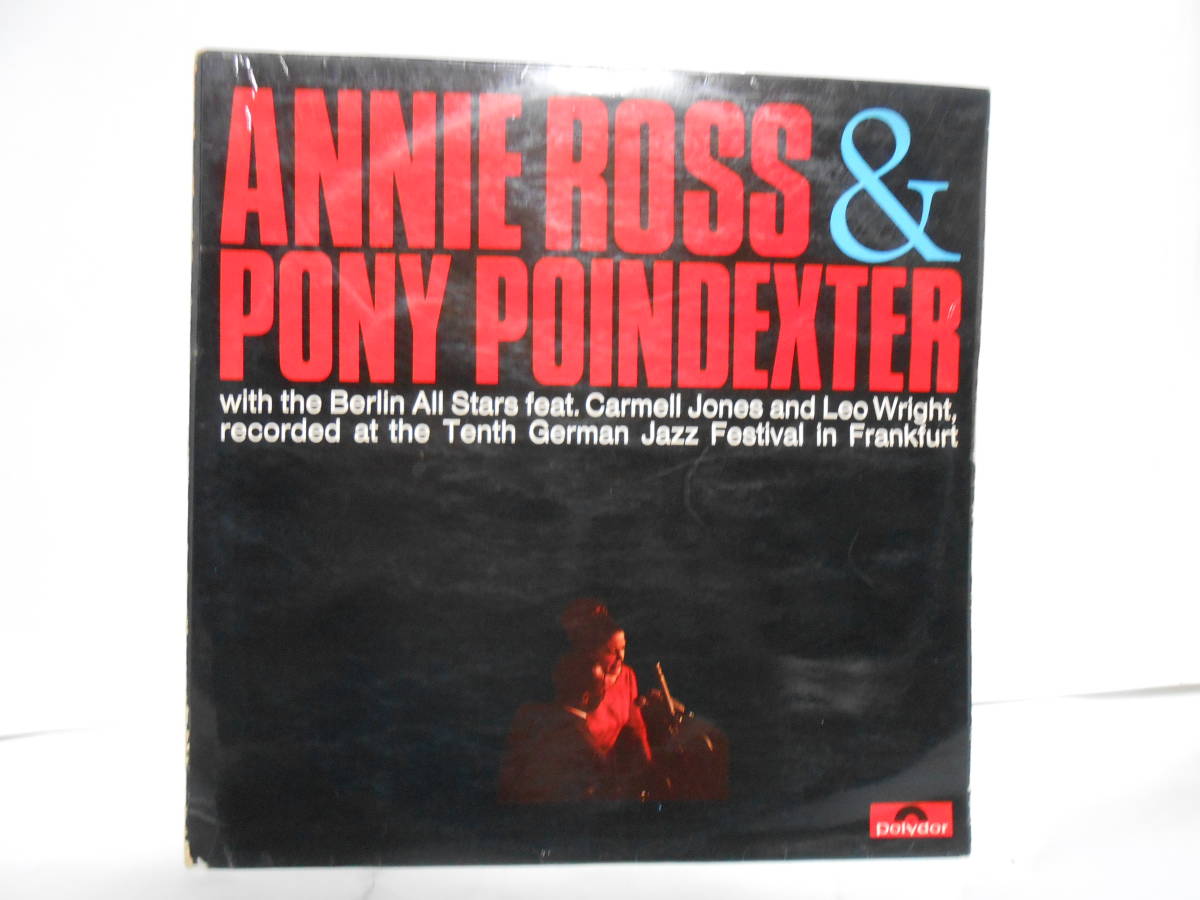 ANNIE ROSS &
PONY POINDEXTER
with the Berlin All Stars feat. Carmell Jones and Leo Wright,
recorded at the Tenth German Jazz Festival in Frankfurt
polydor